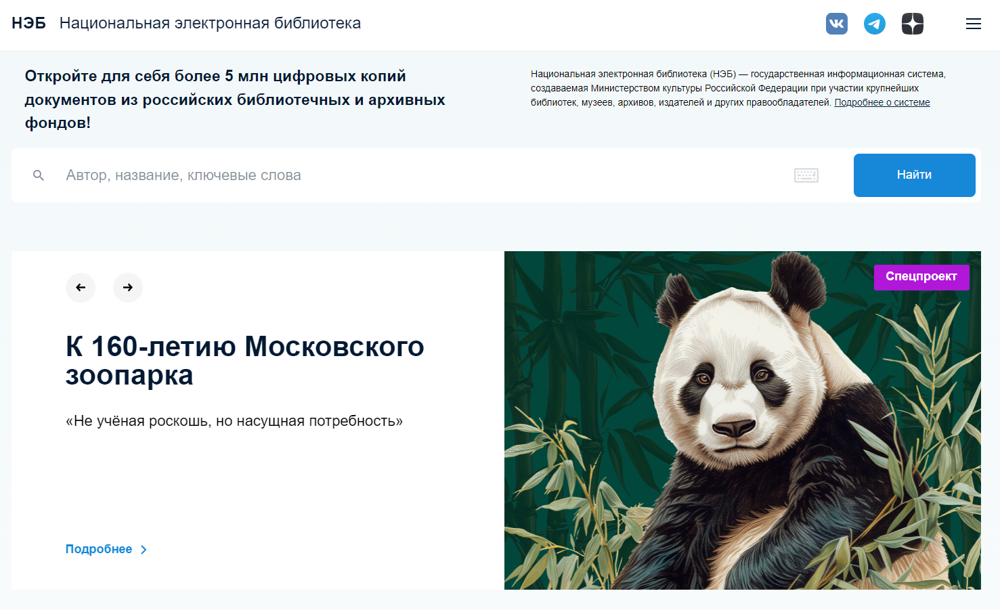 НЭБ Национальная электронная библиотека
Откройте для себя более 5 млн цифровых копий
документов из российских библиотечных и архивных
фондов!
Национальная электронная библиотека (НЭБ) — государственная информационная система,
создаваемая Министерством культуры Российской Федерации при участии крупнейших
библиотек, музеев, архивов, издателей и других правообладателей. Подробнее о системе
Автор, название, ключевые слова
Найти
К 160-летию Московского
зоопарка
«Не учёная роскошь, но насущная потребность»
Подробнее
Спецпроект